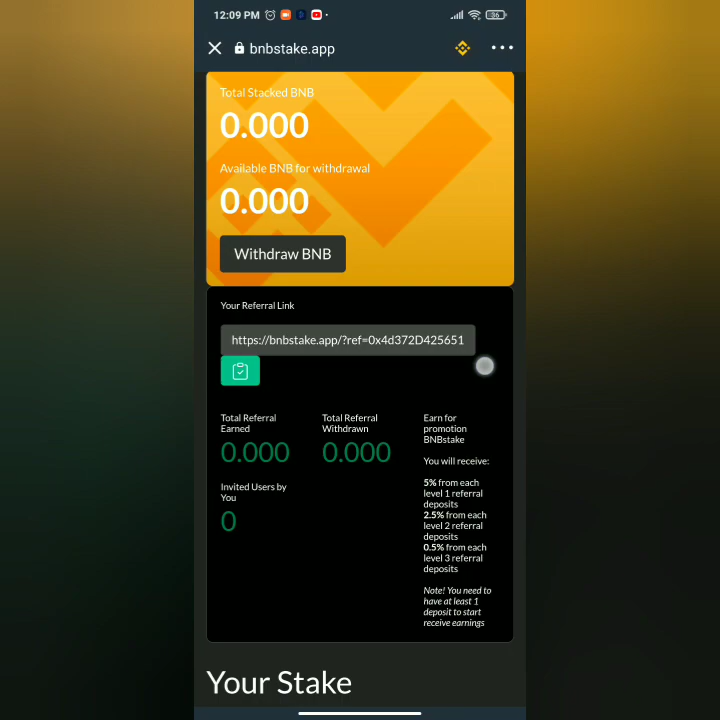 12:09 PM
36
bnbstake.app
Total Stacked BNB
0.000
Available BNB for withdrawal
0.000
Withdraw BNB
Your Referral Link
https://bnbstake.app/?ref=0x4d372D425651
Total Referral
Earned
0.000
Total Referral
Withdrawn
0.000
Invited Users by
You
0
Earn for
promotion
BNBstake
You will receive:
5% from each
level 1 referral
deposits
2.5% from each
level 2 referral
deposits
0.5% from each
level 3 referral
deposits
Note! You need to
have at least 1
deposit to start
receive earnings
Your Stake